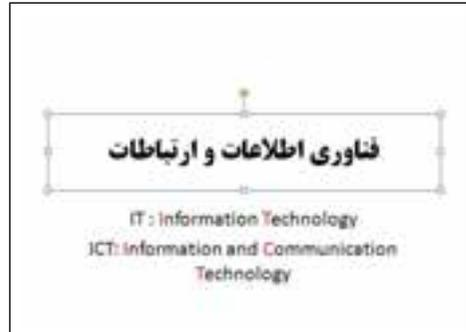 فناوری اطلاعات و ارتباطات
IT : Information Technology
ICT: Information and Communication
Technology